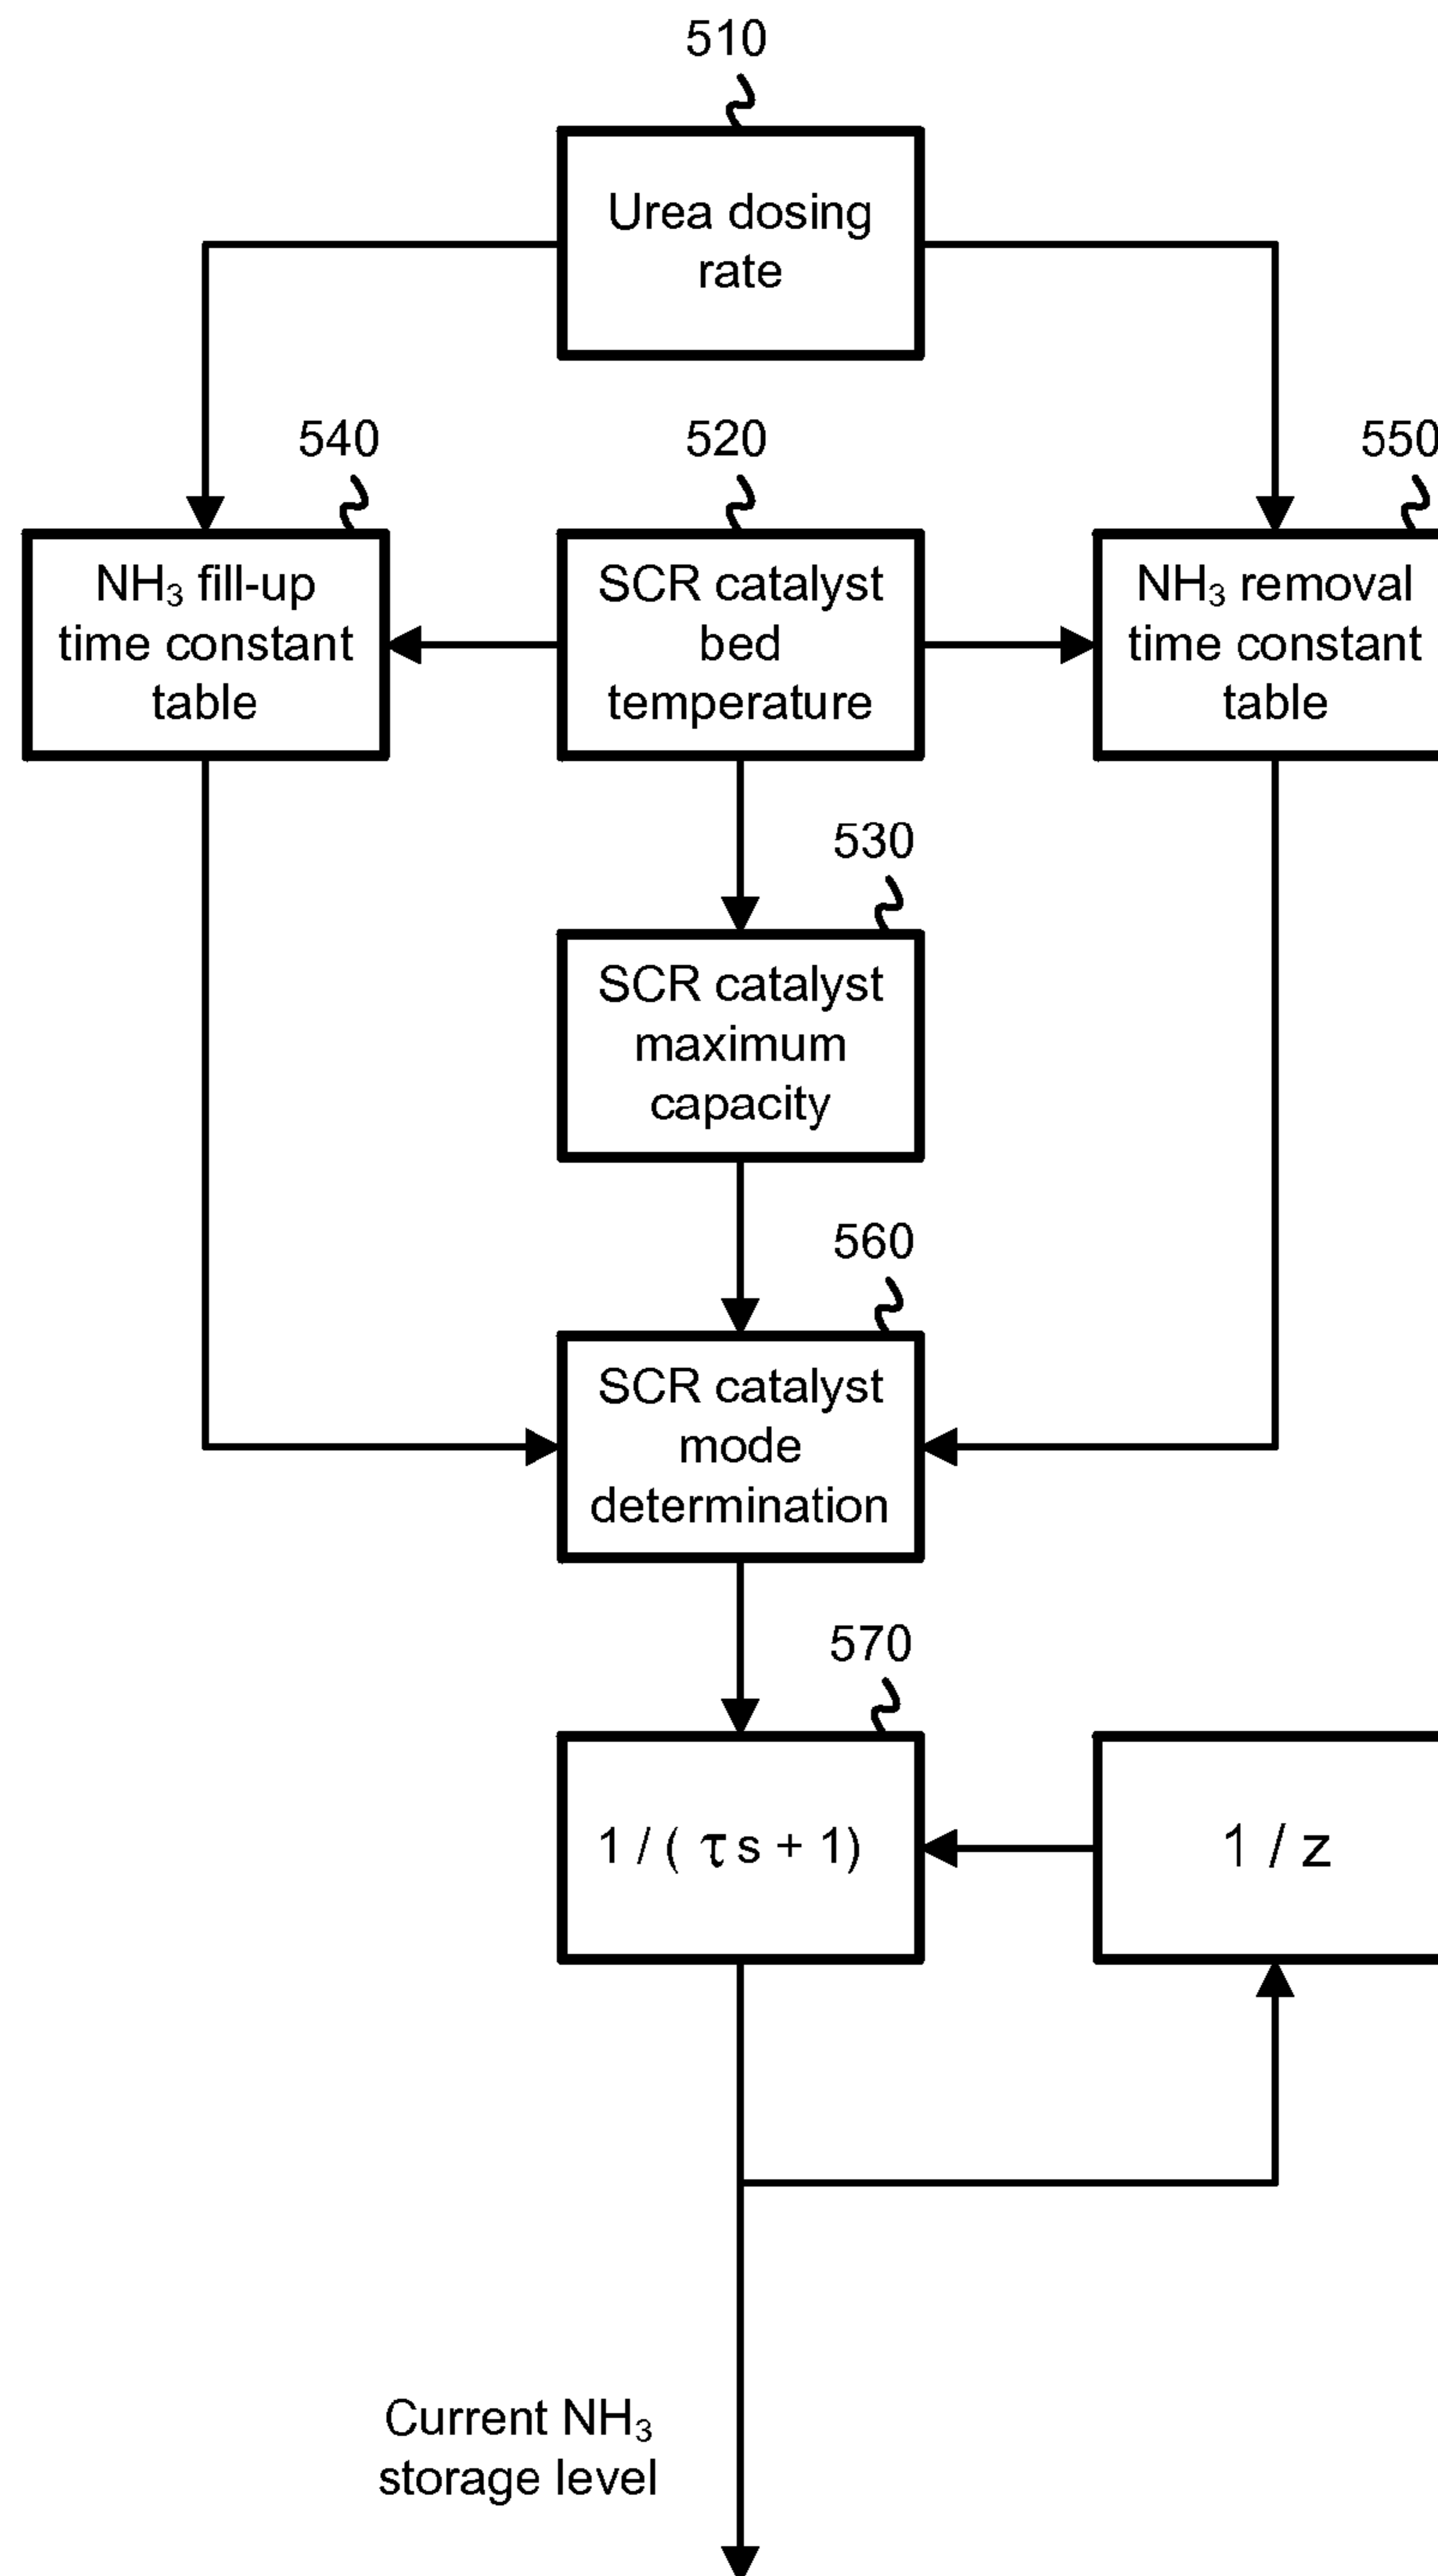 510
Urea dosing
rate
540
520
550
NH₃ fill-up
time constant
table
SCR catalyst
bed
temperature
NH₃ removal
time constant
table
530
SCR catalyst
maximum
capacity
560
SCR catalyst
mode
determination
570
1 / ( τ s + 1)
1 / z
Current NH₃
storage level